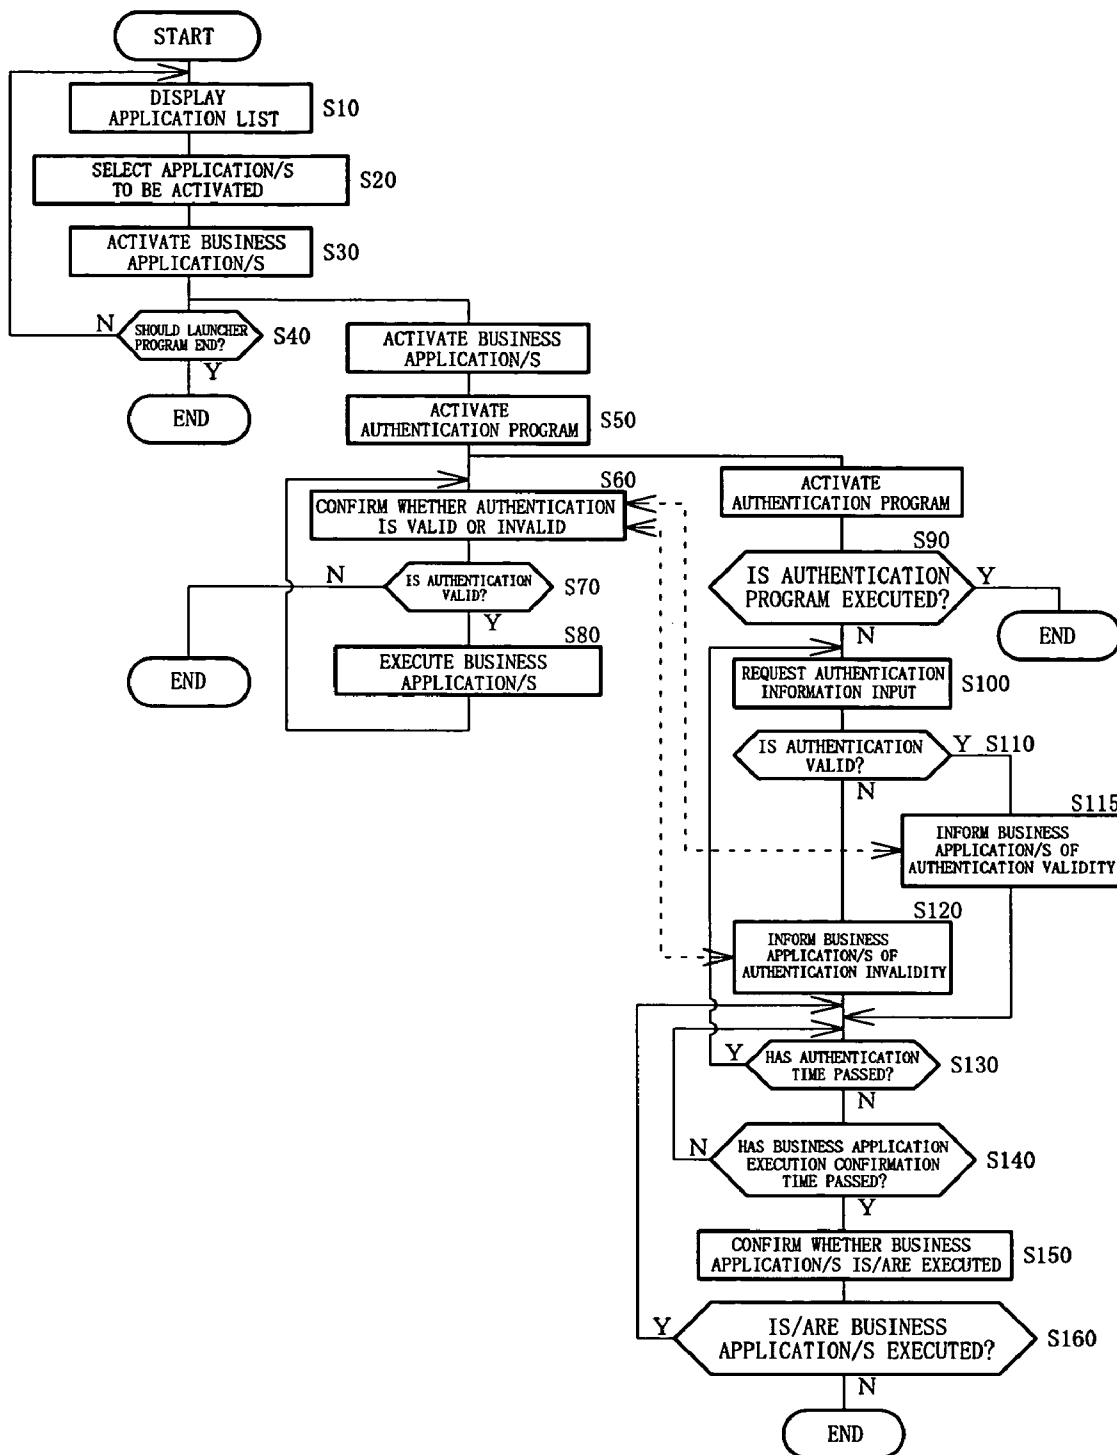 START
DISPLAY
APPLICATION LIST
S10
SELECT APPLICATION/S
TO BE ACTIVATED
S20
ACTIVATE BUSINESS
APPLICATION/S
S30
N
SHOULD LAUNCHER
PROGRAM END?
S40
Y
END
ACTIVATE BUSINESS
APPLICATION/S
ACTIVATE
AUTHENTICATION PROGRAM
S50
S60
CONFIRM WHETHER AUTHENTICATION
IS VALID OR INVALID
N
IS AUTHENTICATION
VALID?
S70
Y
S80
EXECUTE BUSINESS
APPLICATION/S
END
ACTIVATE
AUTHENTICATION PROGRAM
S90
IS AUTHENTICATION
PROGRAM EXECUTED?
Y
END
N
REQUEST AUTHENTICATION
INFORMATION INPUT
S100
IS AUTHENTICATION
VALID?
Y S110
N
S115
INFORM BUSINESS
APPLICATION/S OF
AUTHENTICATION VALIDITY
S120
INFORM BUSINESS
APPLICATION/S OF
AUTHENTICATION INVALIDITY
Y
HAS AUTHENTICATION
TIME PASSED?
S130
N
N
HAS BUSINESS APPLICATION
EXECUTION CONFIRMATION
TIME PASSED?
S140
Y
CONFIRM WHETHER BUSINESS
APPLICATION/S IS/ARE EXECUTED
S150
Y
IS/ARE BUSINESS
APPLICATION/S EXECUTED?
S160
N
END